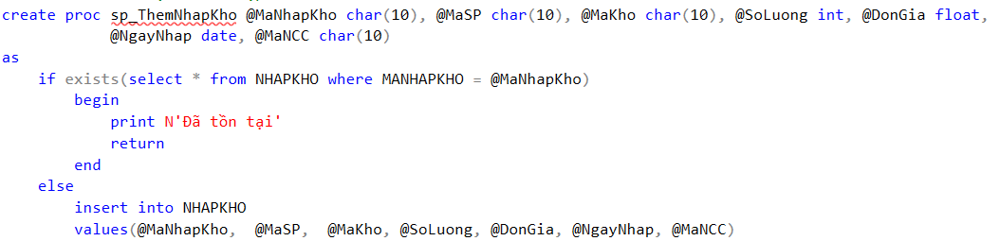 create proc sp_ThemNhapKho @MaNhapKho char(10), @MaSP char(10), @MaKho char(10), @SoLuong int, @DonGia float,
@NgayNhap date, @MaNCC char(10)
as
if exists(select * from NHAPKHO where MANHAPKHO = @MaNhapKho)
begin
print N'Đã tồn tại'
return
end
else
insert into NHAPKHO
values(@MaNhapKho, @MaSP, @MaKho, @SoLuong, @DonGia, @NgayNhap, @MaNCC)